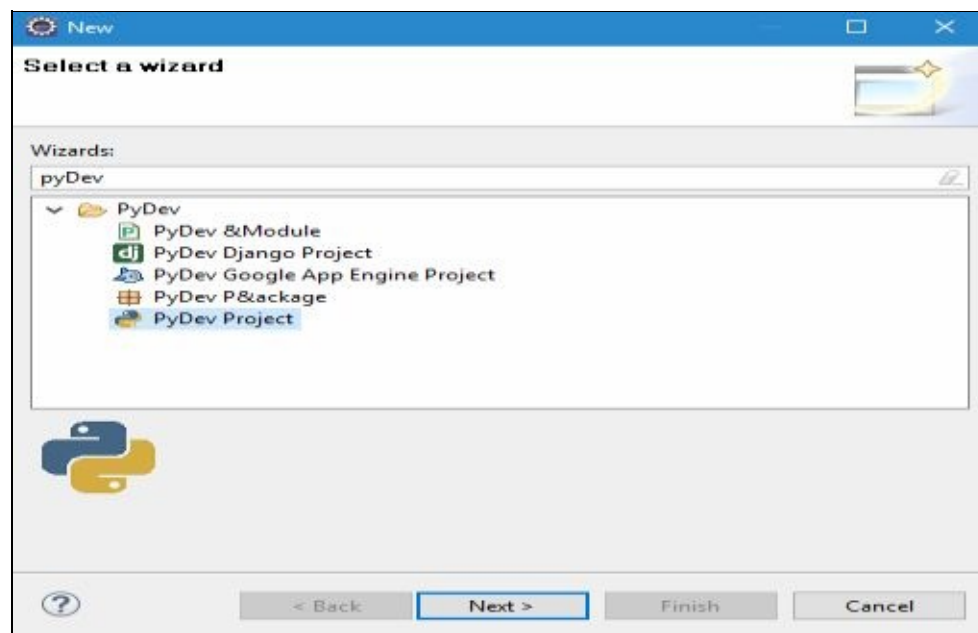 New
Select a wizard
Wizards:
pyDev
PyDev
PyDev &Module
dj PyDev Django Project
PyDev Google App Engine Project
PyDev P&ackage
PyDev Project
? < Back Next > Finish Cancel